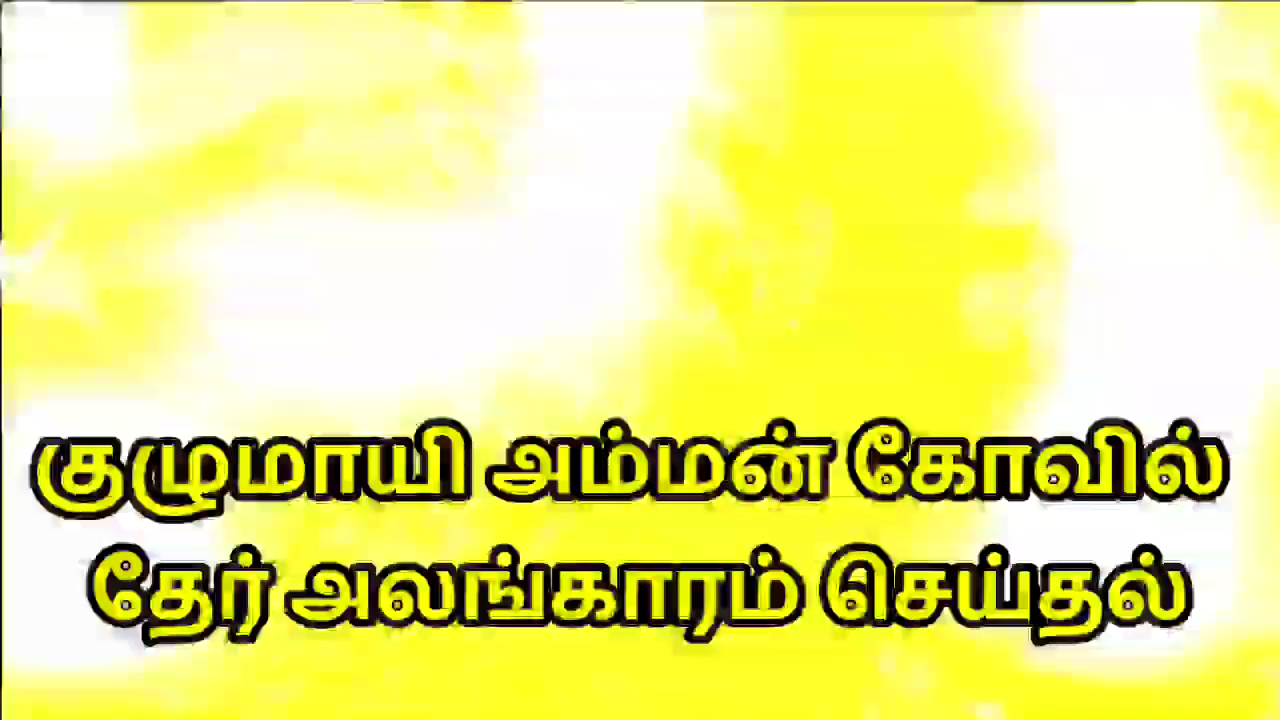 குழுமாயி அம்மன் கோவில்
தேர் அலங்காரம் செய்தல்